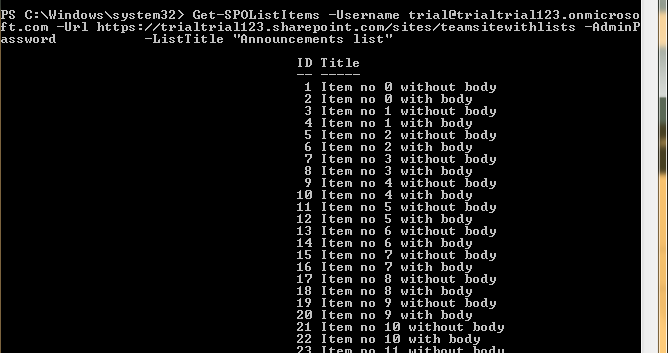 PS C:\Windows\system32> Get-SPOListItems -Username trial@trialtrial123.onmicroso
ft.com -Url https://trialtrial123.sharepoint.com/sites/teamsitewithlists -AdminP
assword -ListTitle "Announcements list"
ID Title
-- -----
1 Item no 0 without body
2 Item no 0 with body
3 Item no 1 without body
4 Item no 1 with body
5 Item no 2 without body
6 Item no 2 with body
7 Item no 3 without body
8 Item no 3 with body
9 Item no 4 without body
10 Item no 4 with body
11 Item no 5 without body
12 Item no 5 with body
13 Item no 6 without body
14 Item no 6 with body
15 Item no 7 without body
16 Item no 7 with body
17 Item no 8 without body
18 Item no 8 with body
19 Item no 9 without body
20 Item no 9 with body
21 Item no 10 without body
22 Item no 10 with body
23 Item no 11 without body